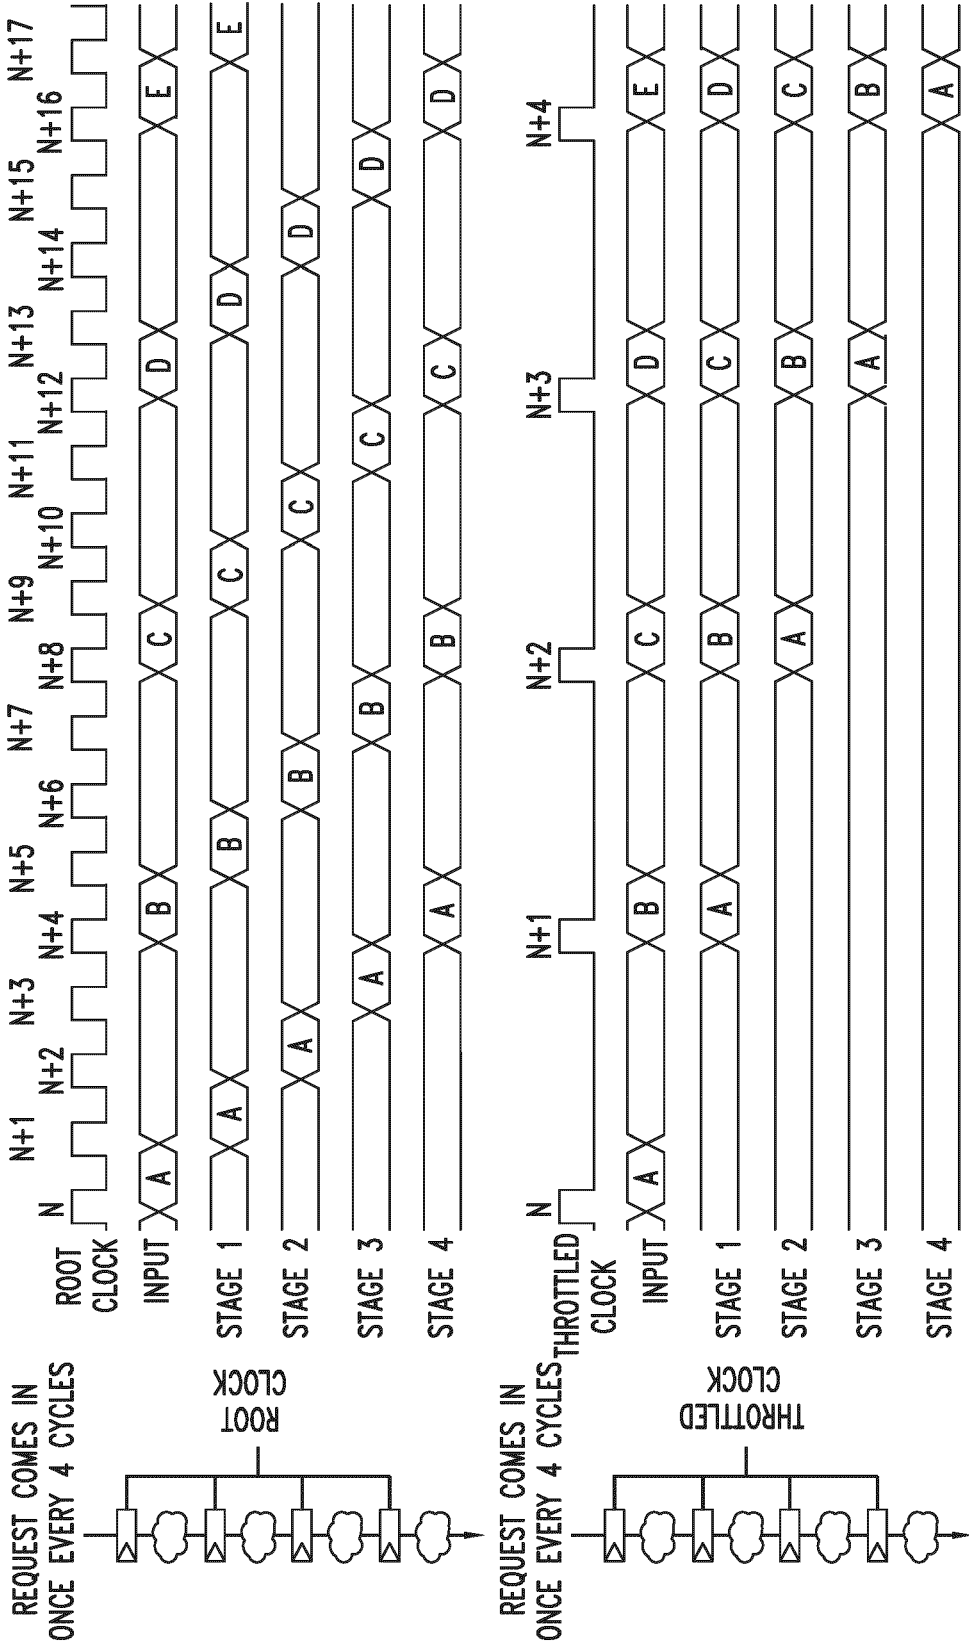 REQUEST COMES IN
ONCE EVERY 4 CYCLES
ROOT
CLOCK
ROOT
CLOCK
N
N+1
N+2
N+3
N+4
N+5
N+6
N+7
N+8
N+9
N+10
N+11
N+12
N+13
N+14
N+15
N+16
N+17
INPUT A B C D E
STAGE 1 A B C D E
STAGE 2 A B C D
STAGE 3 A B C D
STAGE 4 A B C D
REQUEST COMES IN
ONCE EVERY 4 CYCLES
THROTTLED
CLOCK
THROTTLED
CLOCK
N N+1 N+2 N+3 N+4
INPUT A B C D E
STAGE 1 A B C D
STAGE 2 A B C
STAGE 3 A B
STAGE 4 A